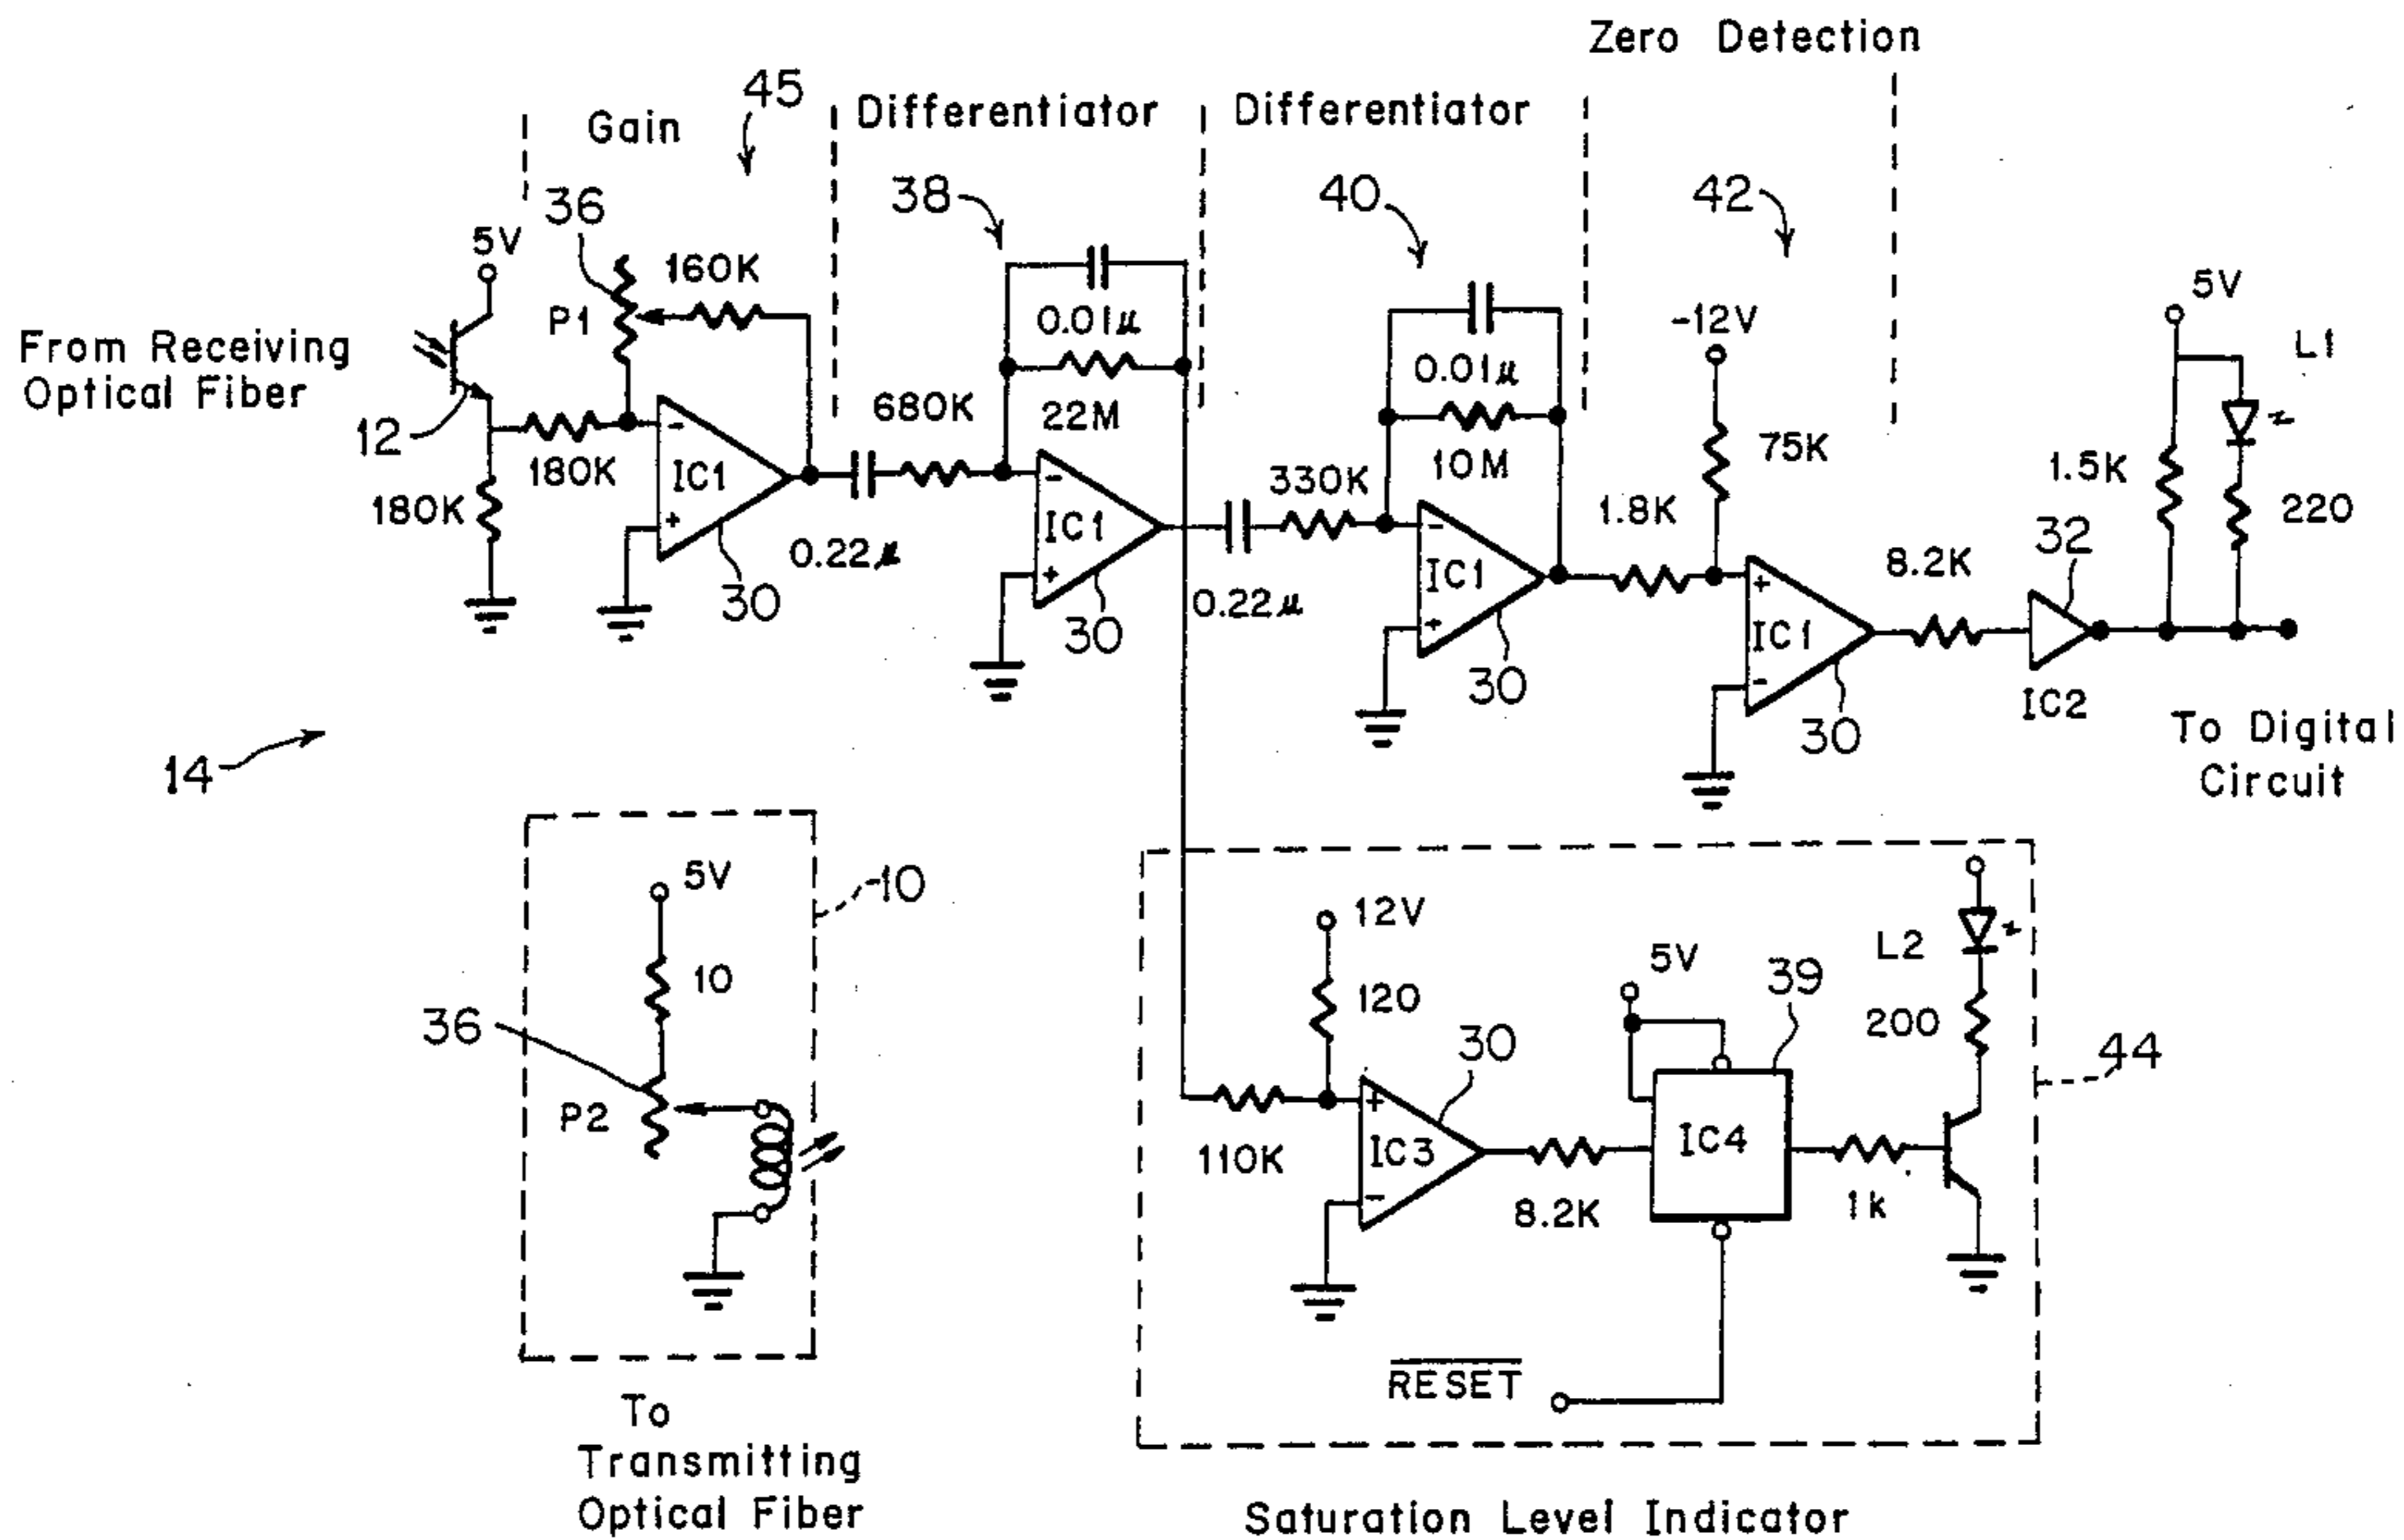 Zero Detection
45
Differentiator
Differentiator
Gain
36
38
40
42
5V
160K
5V
P1
0.01μ
-12V
L1
From Receiving
Optical Fiber
0.01μ
12
680K
22M
75K
1.5K
180K
IC1
10M
220
180K
330K
1.8K
32
0.22μ
IC1
8.2K
30
0.22μ
IC1
IC1
30
30
IC2
30
To Digital
Circuit
14
5V
10
12V
L2
5V
39
10
120
200
36
30
44
P2
IC3
IC4
110K
8.2K
1k
RESET
To
Transmitting
Optical Fiber
Saturation Level Indicator